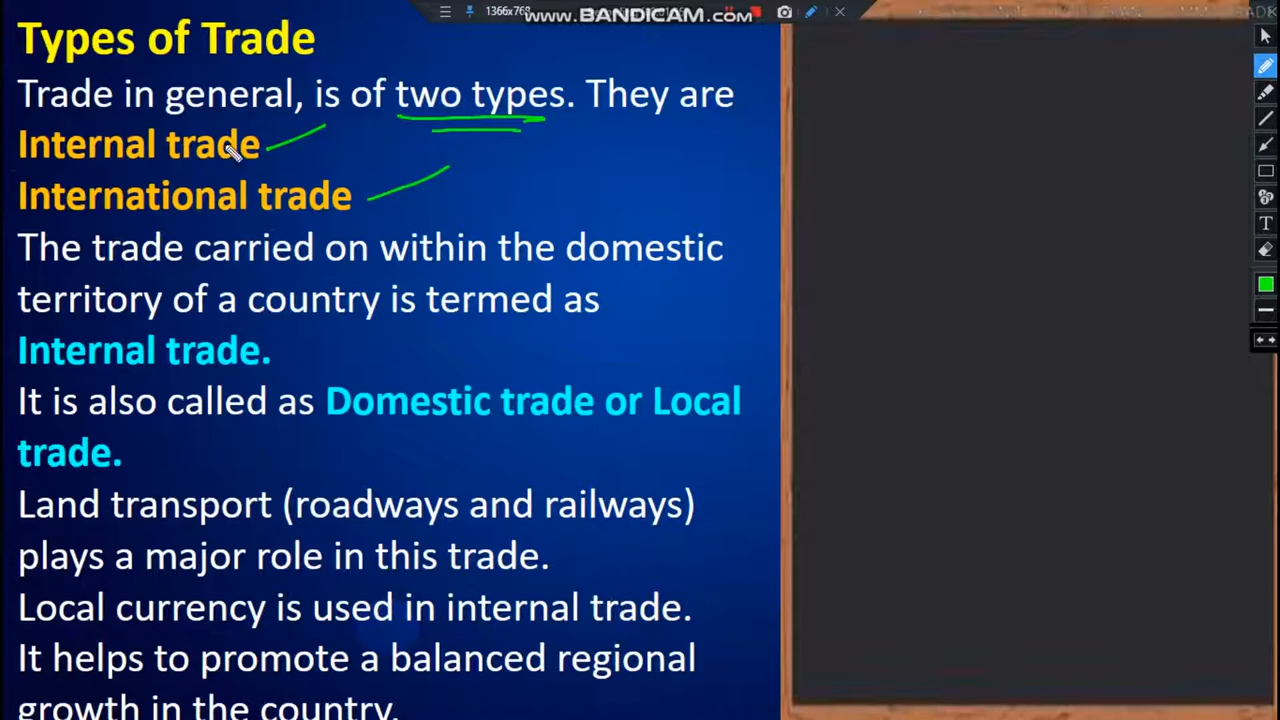 1366x768
www.BANDICAM.com
Types of Trade
Trade in general, is of two types. They are
Internal trade
International trade
The trade carried on within the domestic
territory of a country is termed as
Internal trade.
It is also called as Domestic trade or Local
trade.
Land transport (roadways and railways)
plays a major role in this trade.
Local currency is used in internal trade.
It helps to promote a balanced regional
growth in the country.